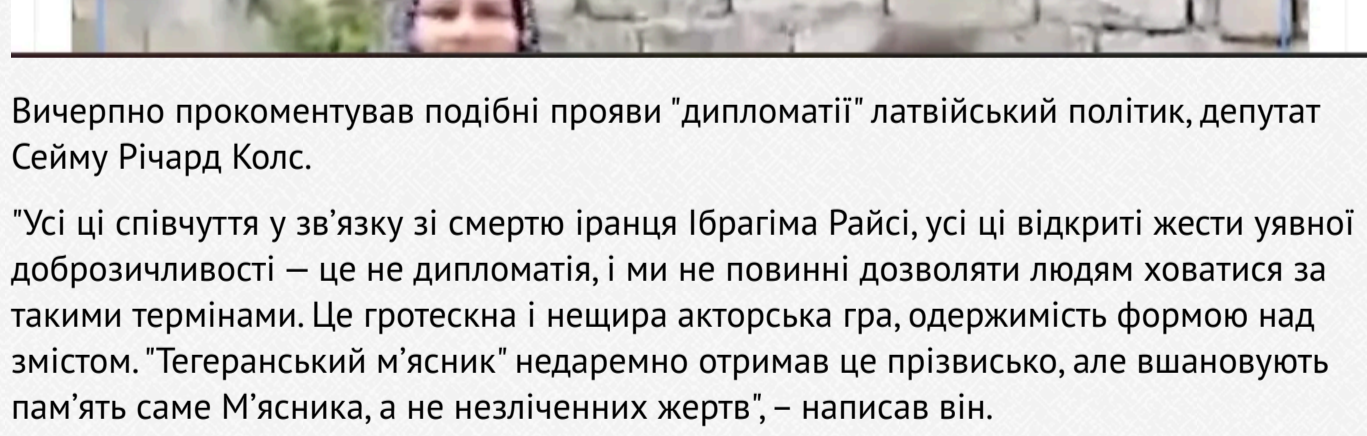 Вичерпно прокоментував подібні прояви "дипломатії" латвійський політик, депутат
Сейму Річард Колс.
"Усі ці співчуття у зв’язку зі смертю іранця Ібрагіма Райсі, усі ці відкриті жести уявної
доброзичливості — це не дипломатія, і ми не повинні дозволяти людям ховатися за
такими термінами. Це гротескна і нещира акторська гра, одержимість формою над
змістом. "Тегеранський м’ясник" недаремно отримав це прізвисько, але вшановують
пам’ять саме М’ясника, а не незліченних жертв", – написав він.